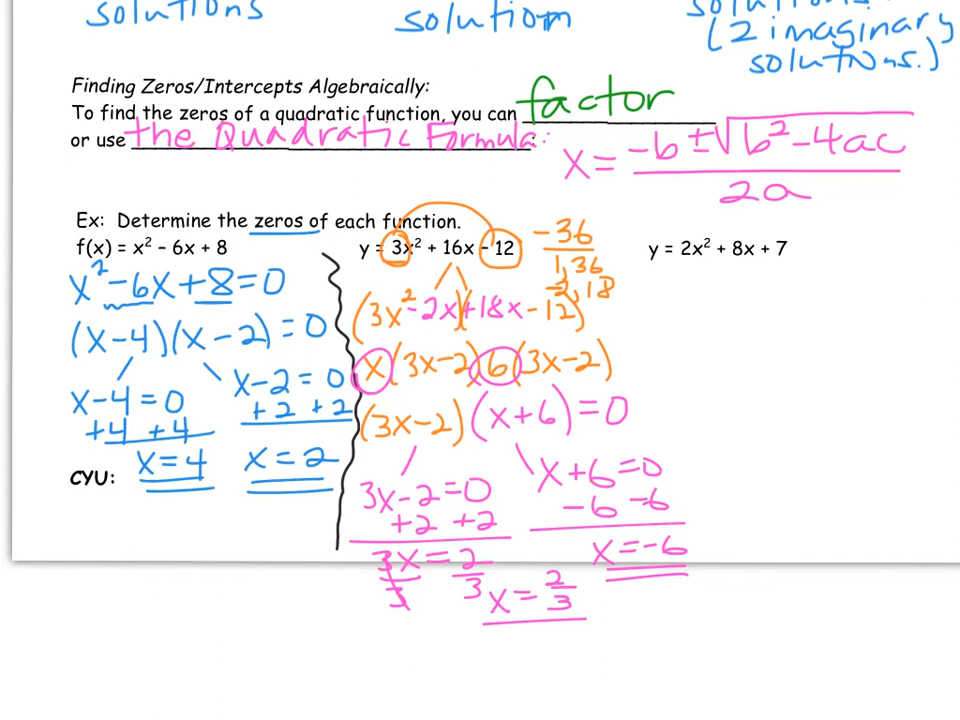 solutions
solution
solutions
(2 imaginary
solutions.)
Finding Zeros/Intercepts Algebraically:
To find the zeros of a quadratic function, you can factor
or use the Quadratic Formula:
x = (-b ± √(b² - 4ac)) / 2a
Ex: Determine the zeros of each function.
f(x) = x² - 6x + 8
x² - 6x + 8 = 0
(x - 4)(x - 2) = 0
x - 4 = 0
+4 +4
x = 4
x - 2 = 0
+2 +2
x = 2
CYU:
y = 3x² + 16x - 12
-36
1, 36
-2, 18
(3x² - 2x)(+18x - 12)
x(3x - 2) 6(3x - 2)
(3x - 2)(x + 6) = 0
3x - 2 = 0
+2 +2
3x = 2
3 3
x = 2/3
x + 6 = 0
-6 -6
x = -6
y = 2x² + 8x + 7